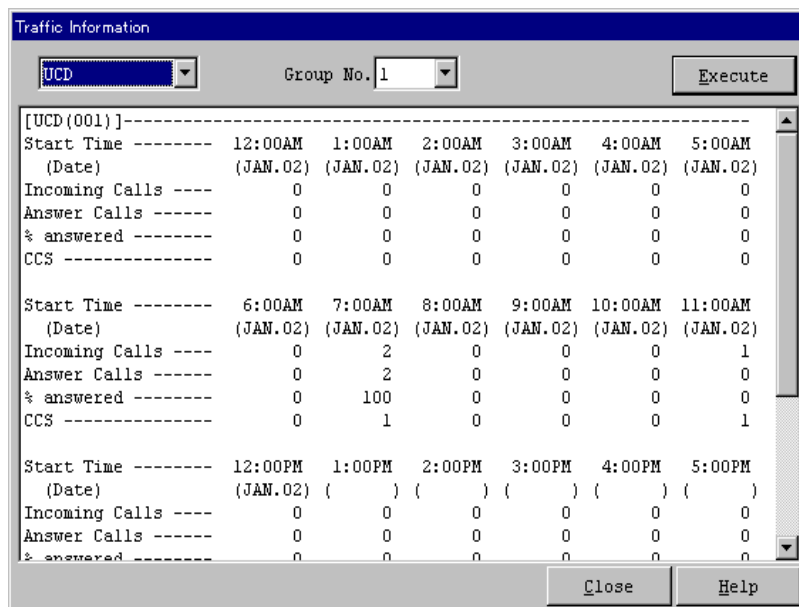 Traffic Information
UCD Group No. 1 Execute
[UCD(001)]----------------------------------------------------------------------
Start Time -------- 12:00AM 1:00AM 2:00AM 3:00AM 4:00AM 5:00AM
(Date) (JAN.02) (JAN.02) (JAN.02) (JAN.02) (JAN.02) (JAN.02)
Incoming Calls ---- 0 0 0 0 0 0
Answer Calls ------ 0 0 0 0 0 0
% answered -------- 0 0 0 0 0 0
CCS --------------- 0 0 0 0 0 0
Start Time -------- 6:00AM 7:00AM 8:00AM 9:00AM 10:00AM 11:00AM
(Date) (JAN.02) (JAN.02) (JAN.02) (JAN.02) (JAN.02) (JAN.02)
Incoming Calls ---- 0 2 0 0 0 1
Answer Calls ------ 0 2 0 0 0 0
% answered -------- 0 100 0 0 0 0
CCS --------------- 0 1 0 0 0 1
Start Time -------- 12:00PM 1:00PM 2:00PM 3:00PM 4:00PM 5:00PM
(Date) (JAN.02) ( ) ( ) ( ) ( ) ( )
Incoming Calls ---- 0 0 0 0 0 0
Answer Calls ------ 0 0 0 0 0 0
% answered -------- 0 0 0 0 0 0
Close Help